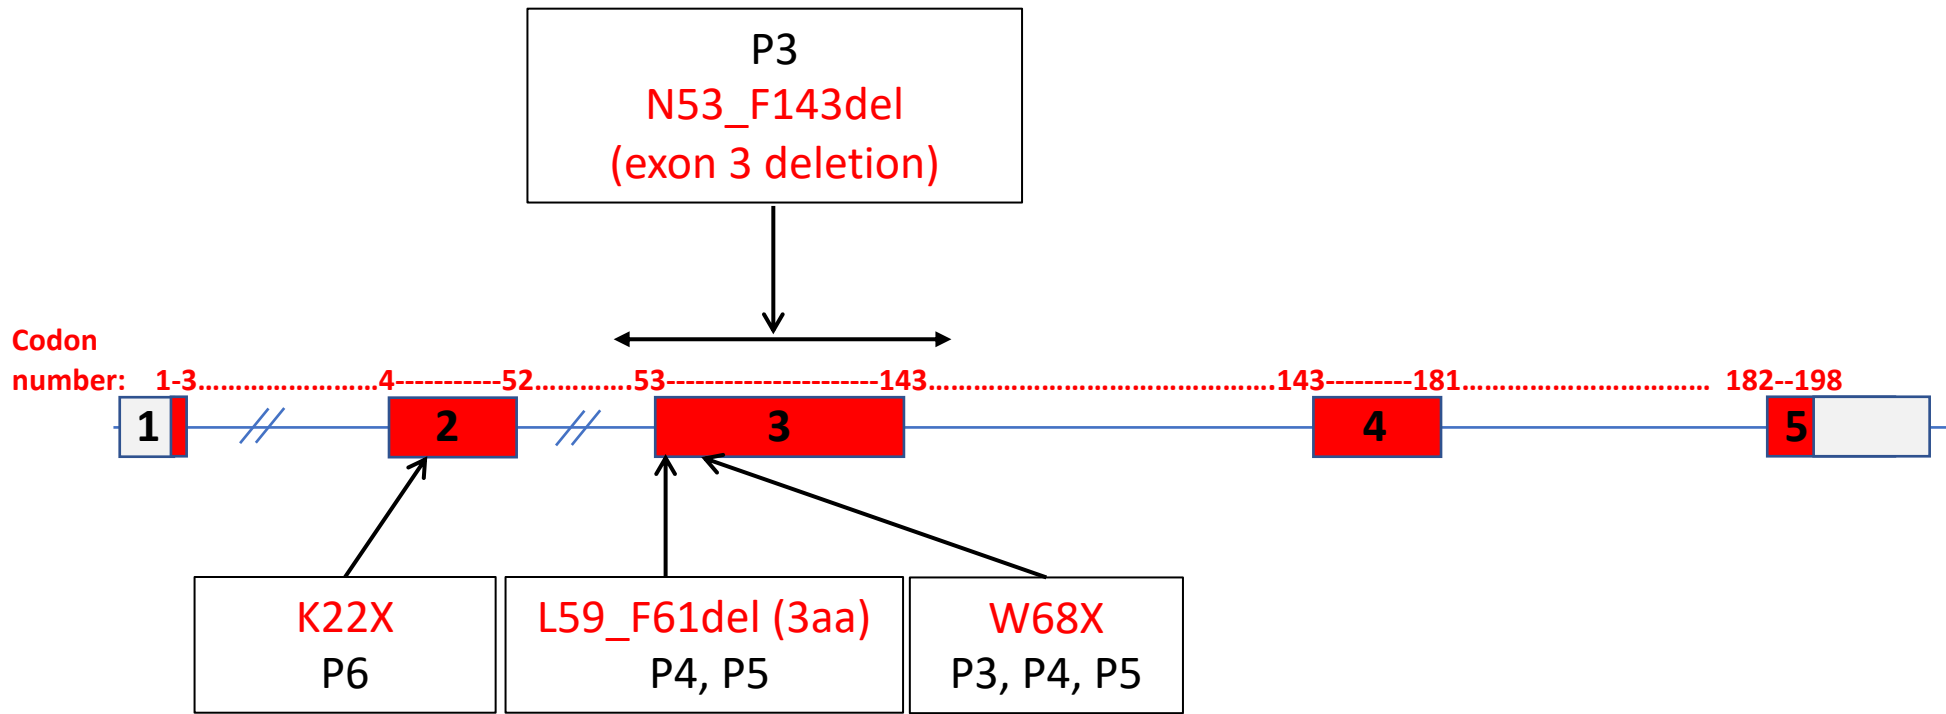 P3
N53_F143del
(exon 3 deletion)
Codon
number: 1-3........................4-----------52.............53----------------------143.......................................143---------181............................ 182--198
1 2 3 4 5
K22X
P6
L59_F61del (3aa)
P4, P5
W68X
P3, P4, P5